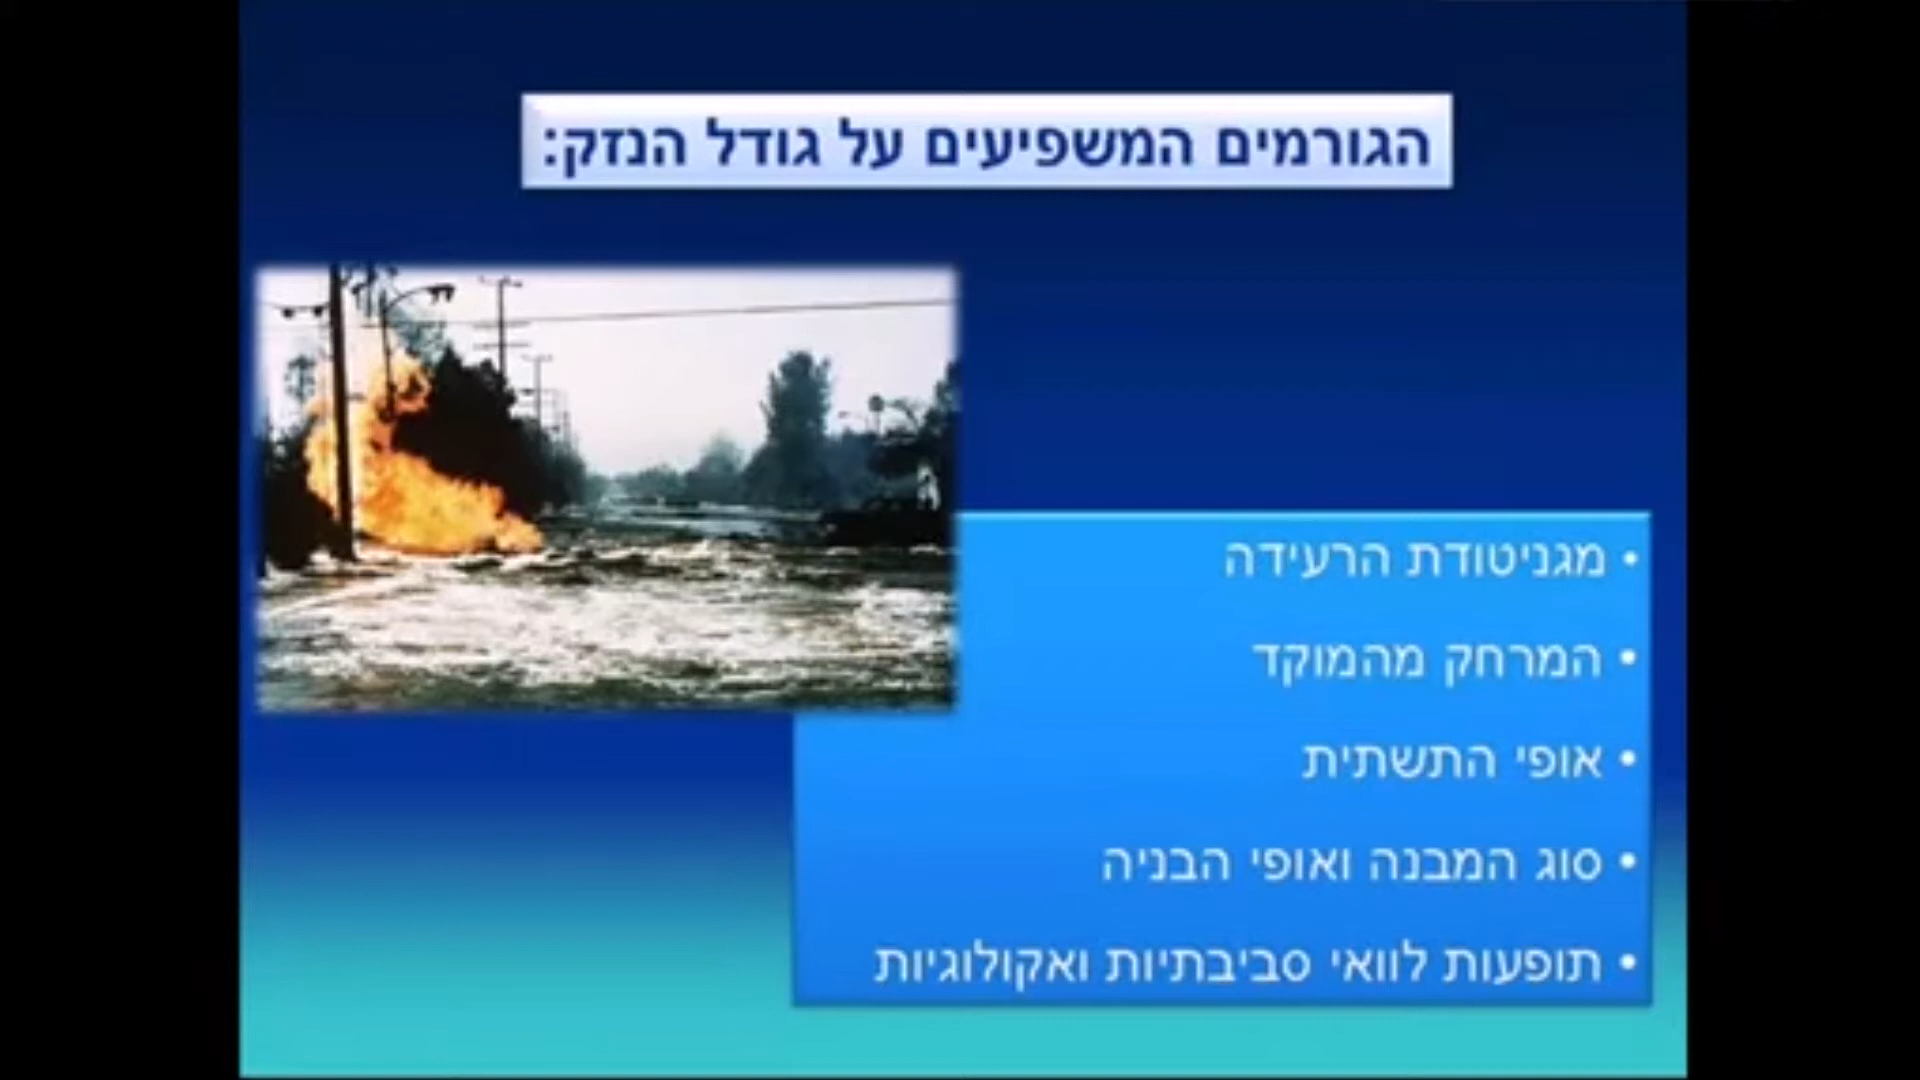 הגורמים המשפיעים על גודל הנזק:
• מגניטודת הרעידה
• המרחק מהמוקד
• אופי התשתית
• סוג המבנה ואופי הבניה
• תופעות לוואי סביבתיות ואקולוגיות